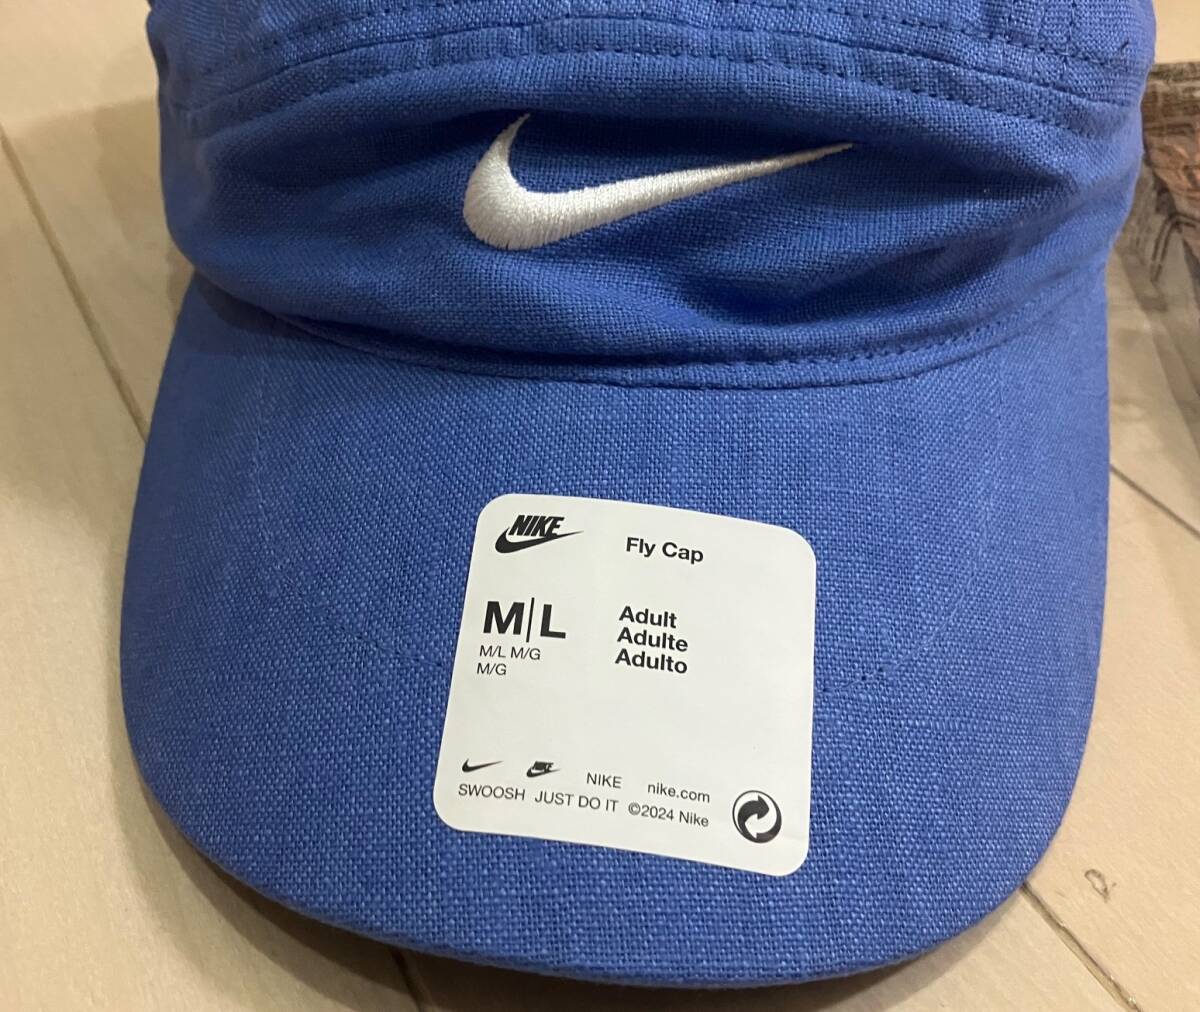 NIKE
Fly Cap
M|L
M/L M/G
M/G
Adult
Adulte
Adulto
NIKE
NIKE
nike.com
SWOOSH JUST DO IT ©2024 Nike